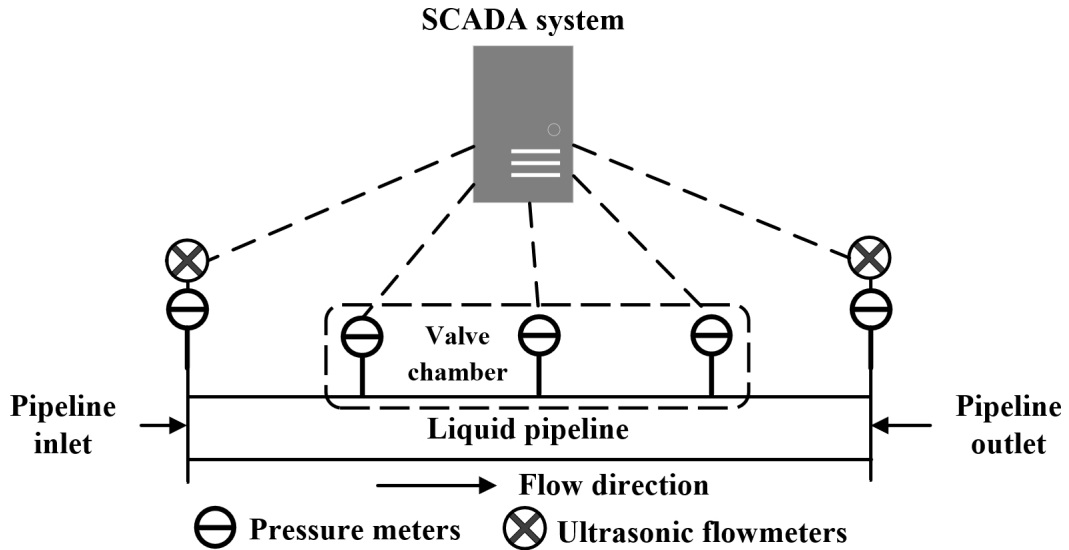 SCADA system
Valve
chamber
Pipeline
inlet
Liquid pipeline
Pipeline
outlet
Flow direction
Pressure meters
Ultrasonic flowmeters